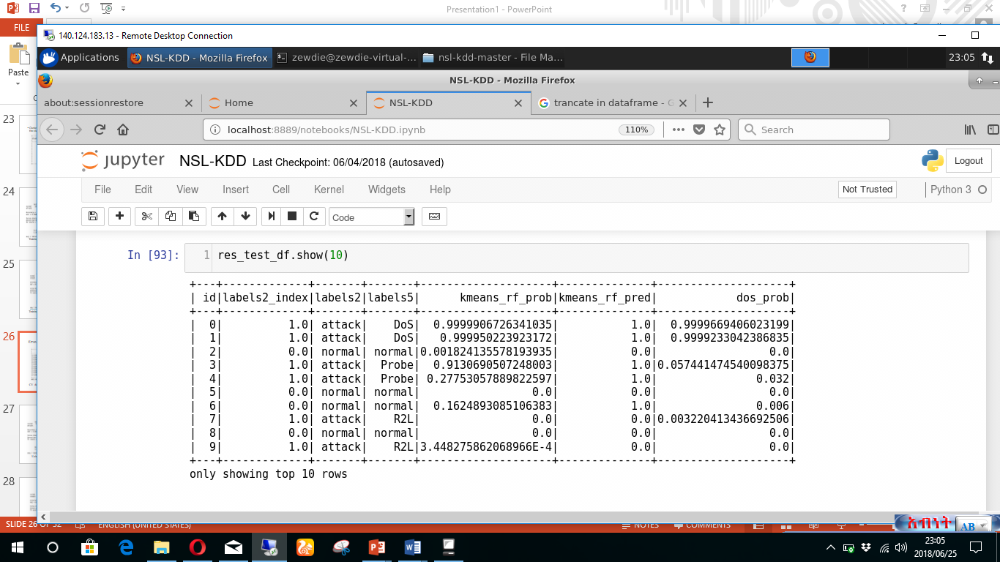 Presentation1 - PowerPoint
FILE
Paste
140.124.183.13 - Remote Desktop Connection
Applications
NSL-KDD - Mozilla Firefox
zewdie@zewdie-virtual-...
nsl-kdd-master - File Ma...
23:05
NSL-KDD - Mozilla Firefox
about:sessionrestore
Home
NSL-KDD
trancate in dataframe - G
localhost:8889/notebooks/NSL-KDD.ipynb
110%
Search
jupyter NSL-KDD Last Checkpoint: 06/04/2018 (autosaved)
Logout
File Edit View Insert Cell Kernel Widgets Help
Not Trusted
Python 3
Code
In [93]: 1 res_test_df.show(10)
+---+-------------+-------+-------+--------------------+--------------+--------------------+
| id|labels2_index|labels2|labels5|      kmeans_rf_prob|kmeans_rf_pred|            dos_prob|
+---+-------------+-------+-------+--------------------+--------------+--------------------+
|  0|          1.0| attack|    DoS|  0.9999906726341035|           1.0|  0.9999669406023199|
|  1|          1.0| attack|    DoS|   0.999950223923172|           1.0|  0.9999233042386835|
|  2|          0.0| normal| normal|0.001824135578193935|           0.0|                 0.0|
|  3|          1.0| attack|  Probe|  0.9130690507248003|           1.0|0.057441474540098375|
|  4|          1.0| attack|  Probe| 0.27753057889822597|           1.0|               0.032|
|  5|          0.0| normal| normal|                 0.0|           0.0|                 0.0|
|  6|          0.0| normal| normal|  0.1624893085106383|           1.0|               0.006|
|  7|          1.0| attack|    R2L|                 0.0|           0.0|0.003220413436692506|
|  8|          0.0| normal| normal|                 0.0|           0.0|                 0.0|
|  9|          1.0| attack|    R2L|3.448275862068966E-4|           0.0|                 0.0|
+---+-------------+-------+-------+--------------------+--------------+--------------------+
only showing top 10 rows
23
24
25
26
27
28
SLIDE 26 OF 52
ENGLISH (UNITED STATES)
NOTES
COMMENTS
አበበት
AB
23:05
2018/06/25